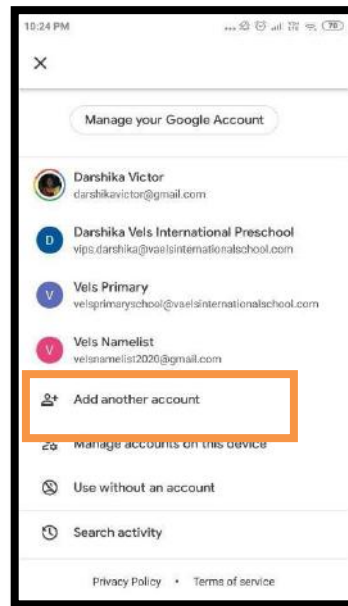 10:24 PM 70
Manage your Google Account
Darshika Victor
darshikavictor@gmail.com
D
Darshika Vels International Preschool
vips.darshika@vaelsinternationalschool.com
V
Vels Primary
velsprimaryschool@vaelsinternationalschool.com
V
Vels Namelist
velsnamelist2020@gmail.com
Add another account
Manage accounts on this device
Use without an account
Search activity
Privacy Policy • Terms of service